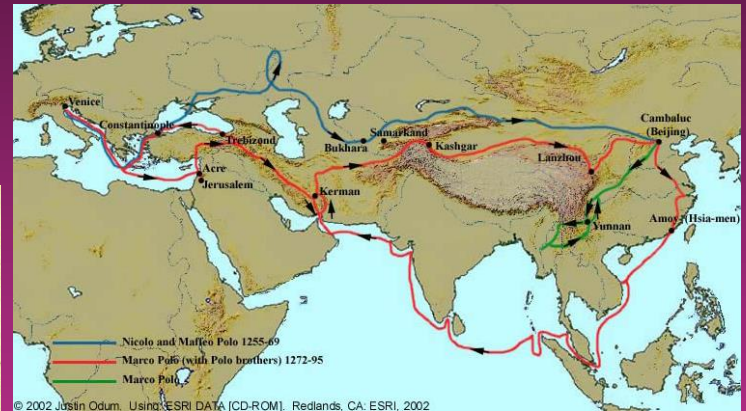 Venice
Constantinople
Trebizond
Bukhara
Samarkand
Kashgar
Cambaluc
(Beijing)
Lanzhou
Acre
Jerusalem
Kerman
Yunnan
Amoy (Hsia-men)
Nicolo and Maffeo Polo 1255-69
Marco Polo (with Polo brothers) 1272-95
Marco Polo
© 2002 Justin Odum. Using ESRI DATA [CD-ROM]. Redlands, CA: ESRI, 2002